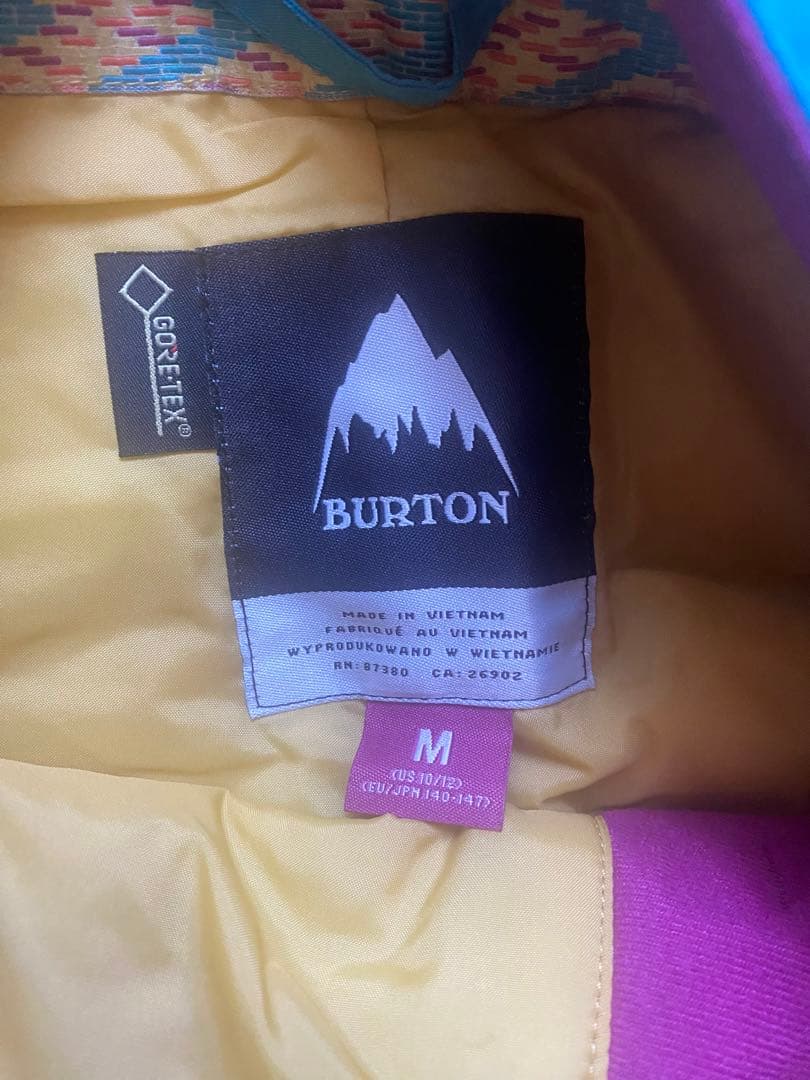 GORE-TEX®
BURTON
MADE IN VIETNAM
FABRIQUÉ AU VIETNAM
WYPRODUKOWANO W WIETNAMIE
RN: 87380 CA: 26902
M
(US 10/12)
(EU/JPN 140-147)